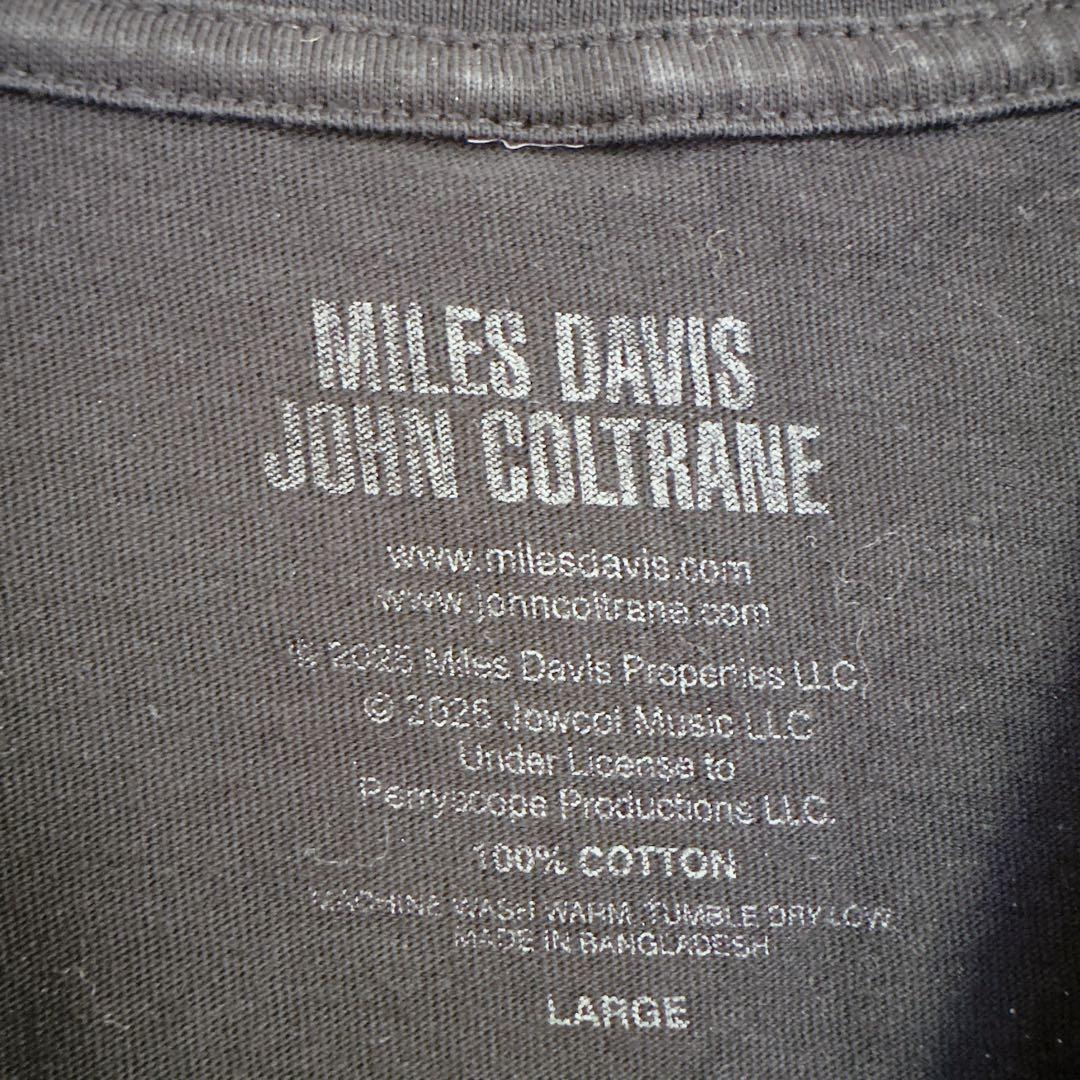 MILES DAVIS
JOHN COLTRANE
www.milesdavis.com
www.johncoltrane.com
© 2025 Miles Davis Properties LLC,
© 2025 Jowcol Music LLC
Under License to
Perryscope Productions LLC.
100% COTTON
MACHINE WASH WARM. TUMBLE DRY LOW.
MADE IN BANGLADESH
LARGE